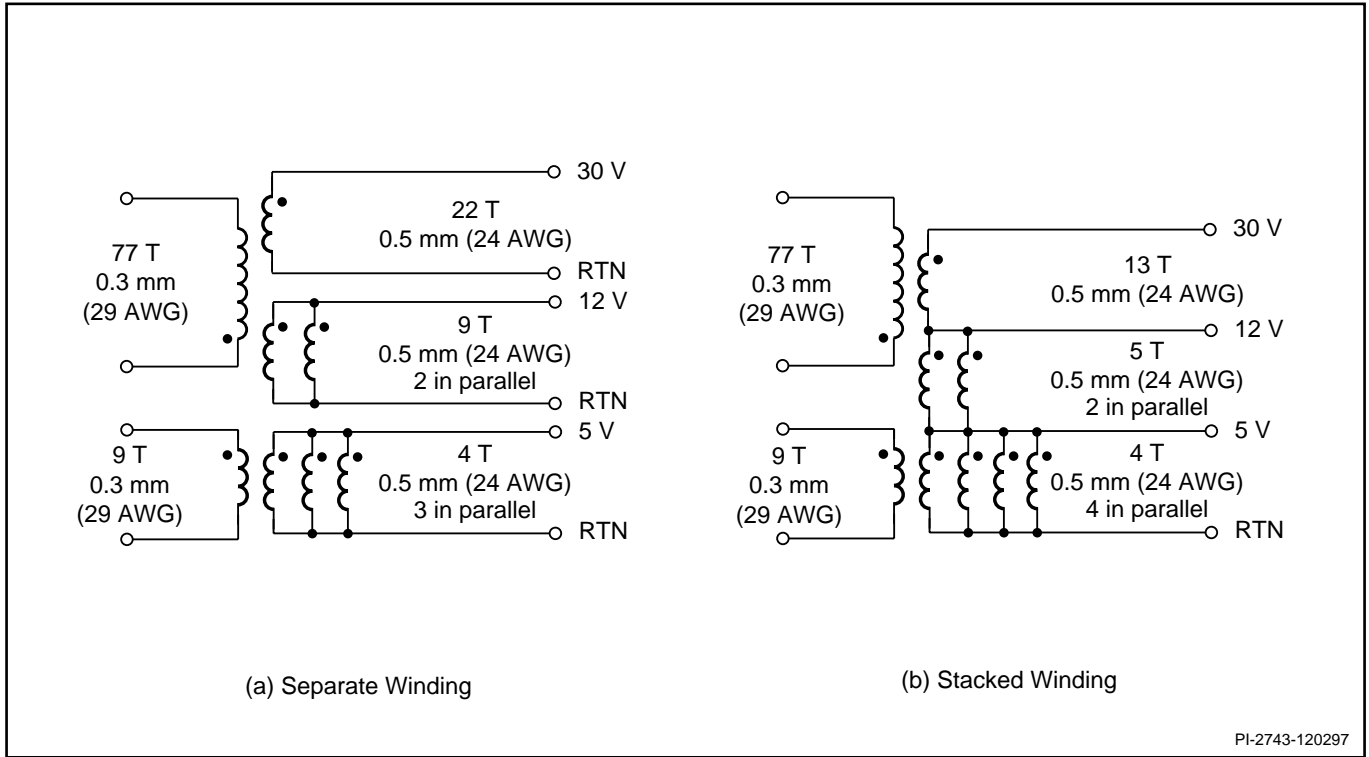 77 T
0.3 mm
(29 AWG)
30 V
22 T
0.5 mm (24 AWG)
RTN
12 V
9 T
0.5 mm (24 AWG)
2 in parallel
RTN
9 T
0.3 mm
(29 AWG)
5 V
4 T
0.5 mm (24 AWG)
3 in parallel
RTN
(a) Separate Winding
77 T
0.3 mm
(29 AWG)
30 V
13 T
0.5 mm (24 AWG)
12 V
5 T
0.5 mm (24 AWG)
2 in parallel
9 T
0.3 mm
(29 AWG)
5 V
4 T
0.5 mm (24 AWG)
4 in parallel
RTN
(b) Stacked Winding
PI-2743-120297